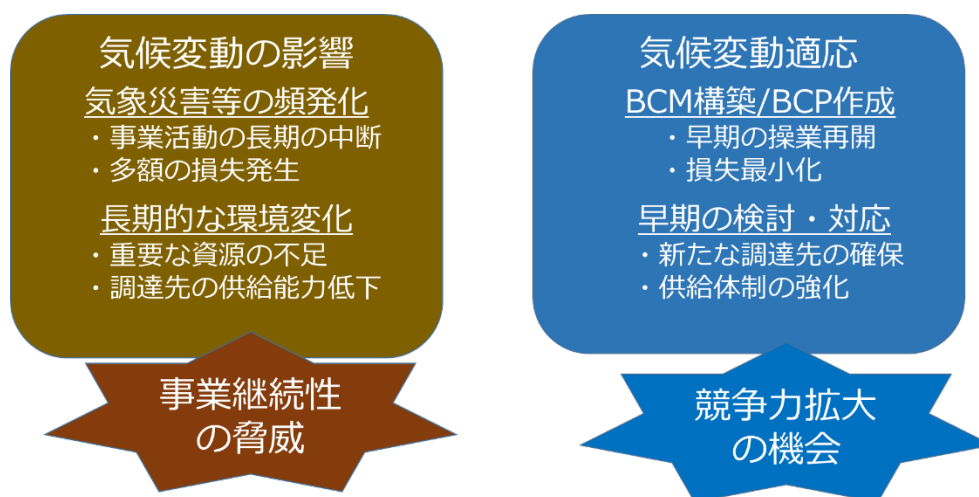 気候変動の影響
気象災害等の頻発化
・事業活動の長期の中断
・多額の損失発生
長期的な環境変化
・重要な資源の不足
・調達先の供給能力低下
事業継続性
の脅威
気候変動適応
BCM構築/BCP作成
・早期の操業再開
・損失最小化
早期の検討・対応
・新たな調達先の確保
・供給体制の強化
競争力拡大
の機会